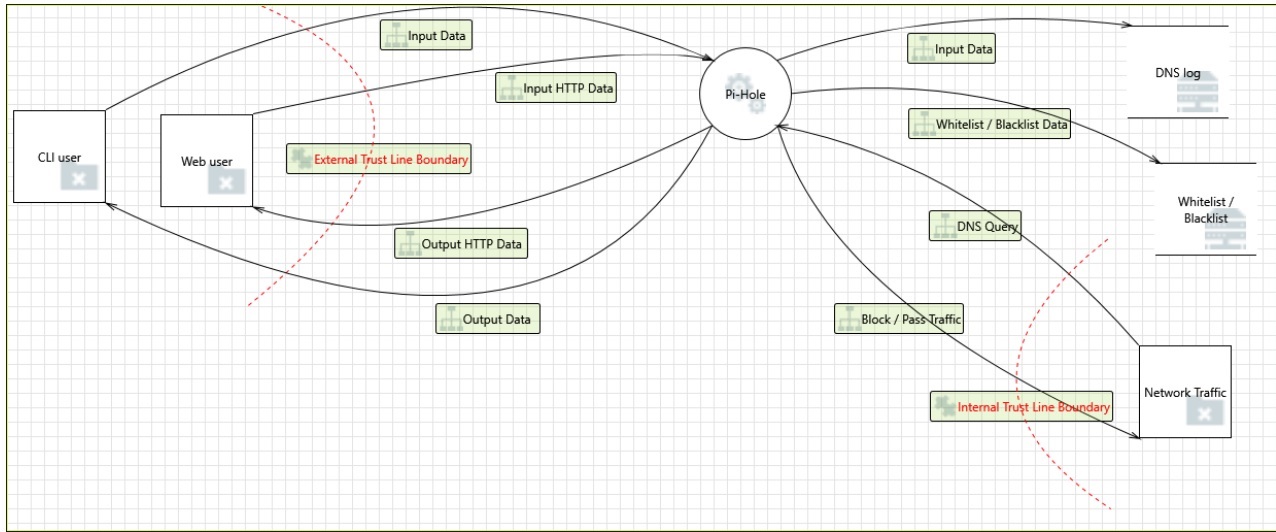 Input Data
Input Data
Input HTTP Data
DNS log
Pi-Hole
Whitelist / Blacklist Data
CLI user
Web user
External Trust Line Boundary
Whitelist /
Blacklist
DNS Query
Output HTTP Data
Output Data
Block / Pass Traffic
Network Traffic
Internal Trust Line Boundary